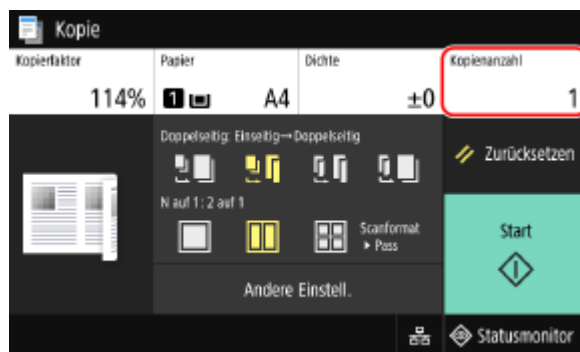 Kopie
Kopierfaktor
114%
Papier
1 A4
Dichte
±0
Kopienanzahl
1
Doppelseitig: Einseitig→Doppelseitig
N auf 1: 2 auf 1
Scanformat
▸ Pass
Andere Einstell.
Zurücksetzen
Start
Statusmonitor